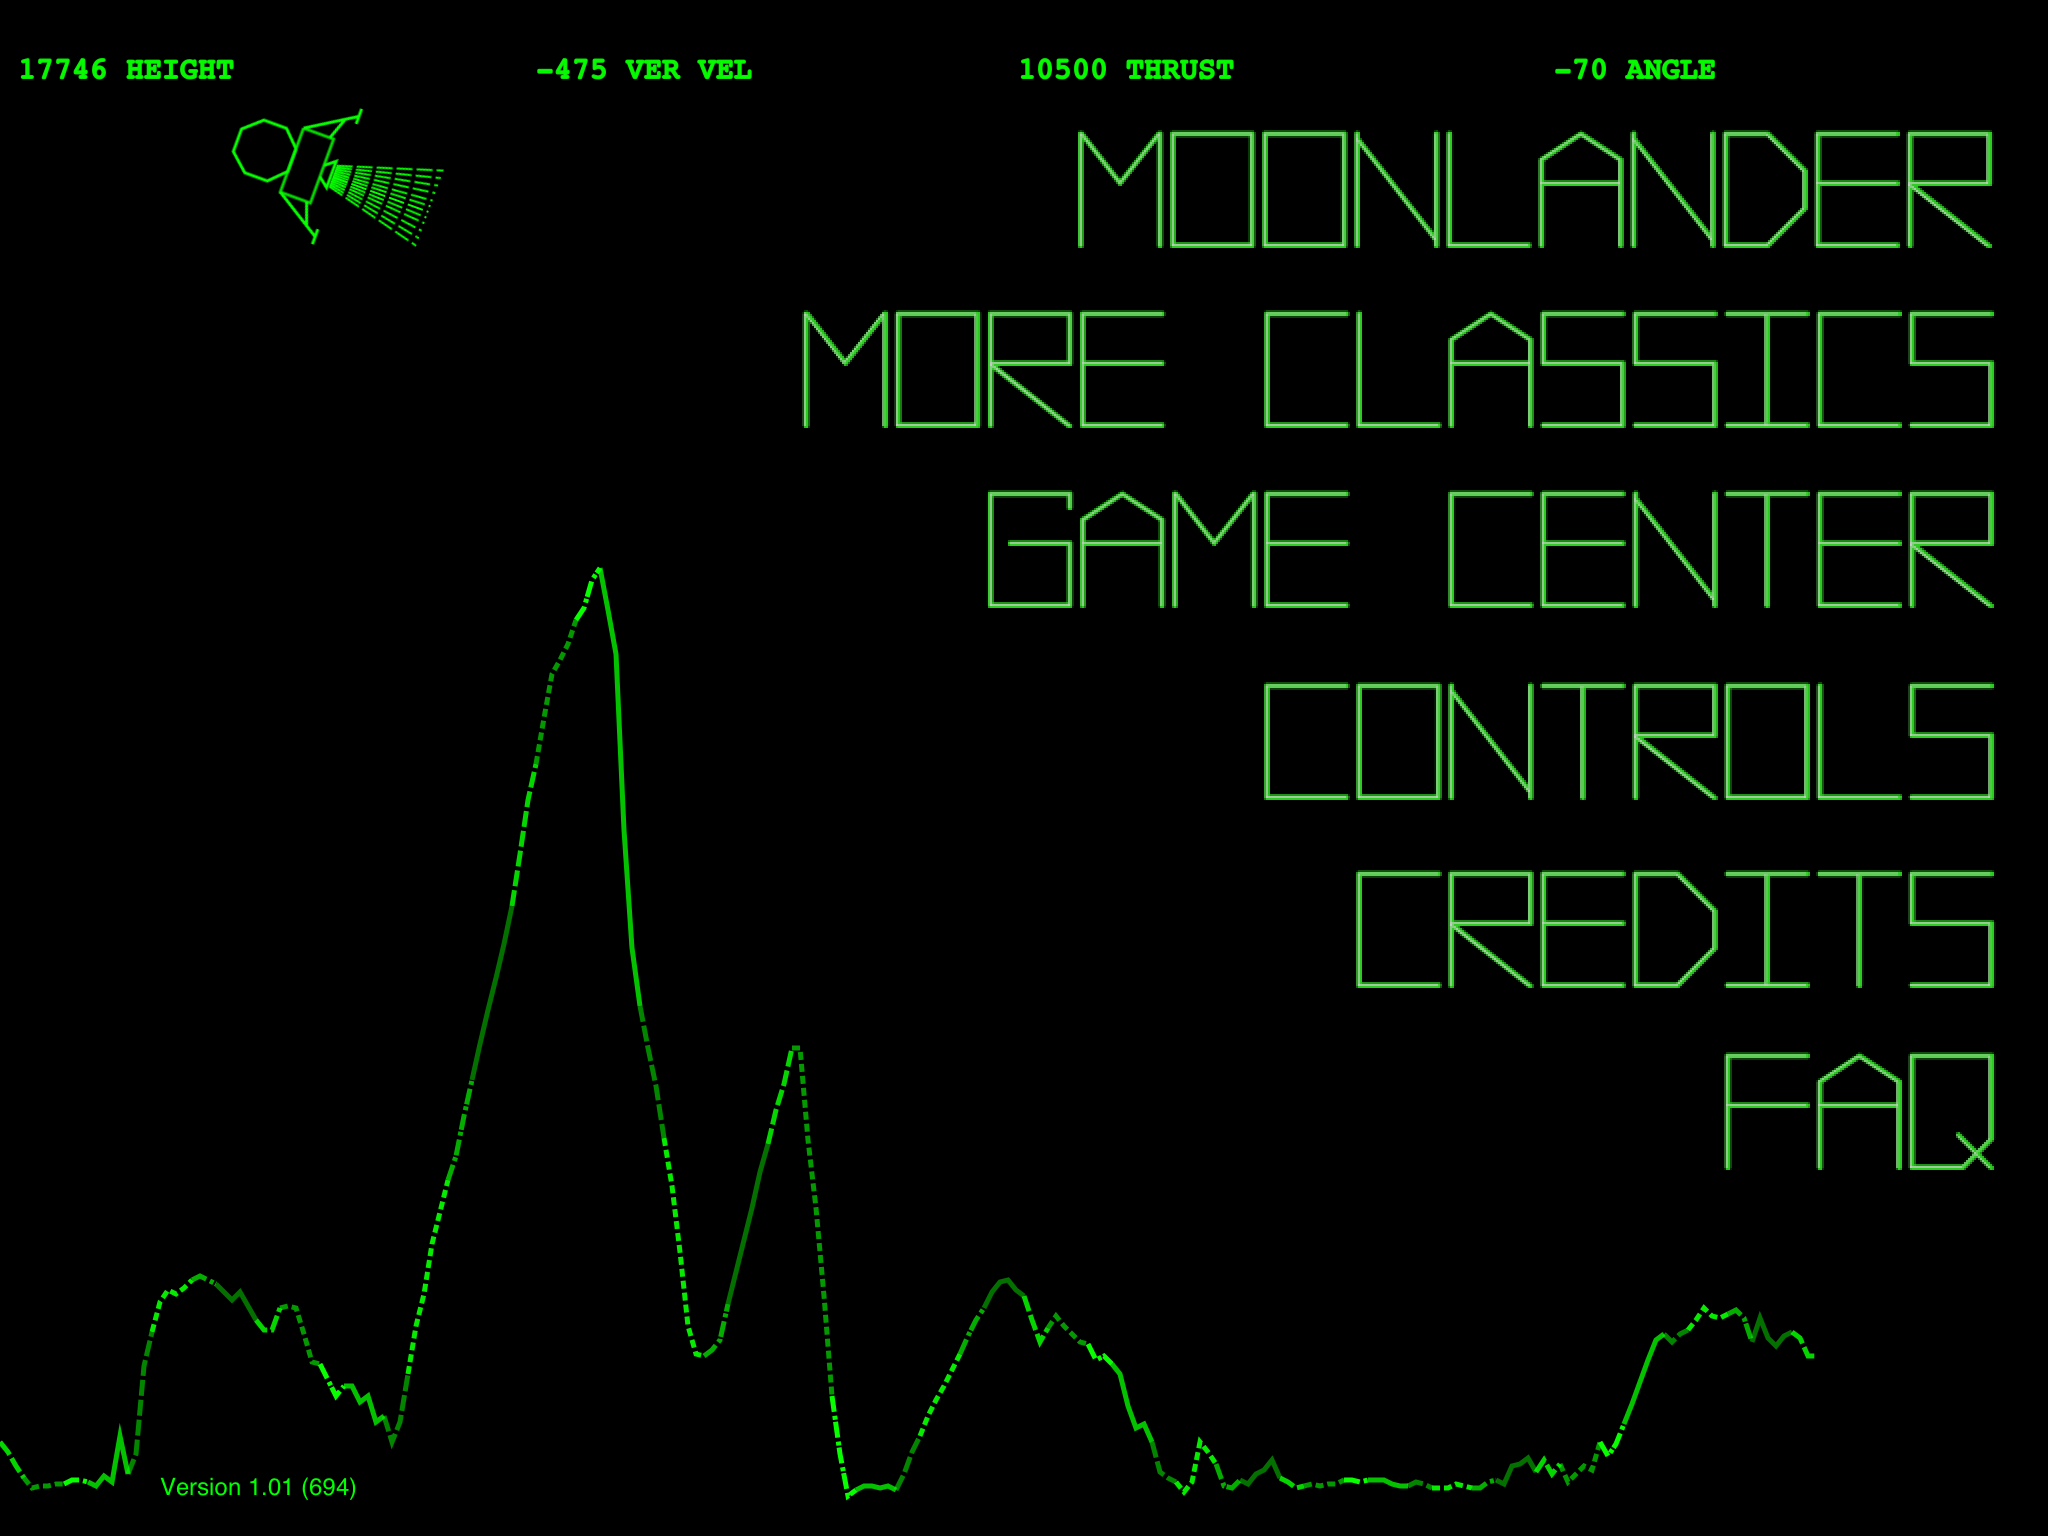 17746 HEIGHT -475 VER VEL 10500 THRUST -70 ANGLE
MOONLANDER
MORE CLASSICS
GAME CENTER
CONTROLS
CREDITS
FAQ
Version 1.01 (694)